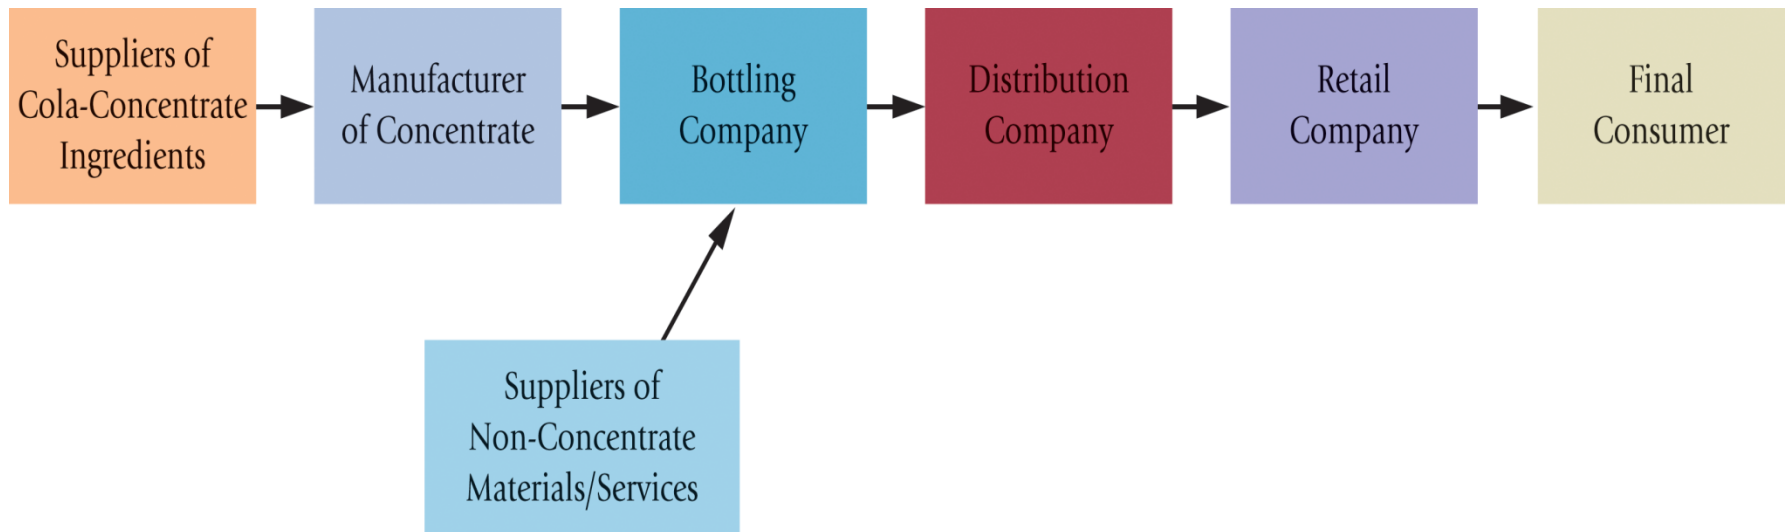 Suppliers of
Cola-Concentrate
Ingredients
Manufacturer
of Concentrate
Bottling
Company
Distribution
Company
Retail
Company
Final
Consumer
Suppliers of
Non-Concentrate
Materials/Services